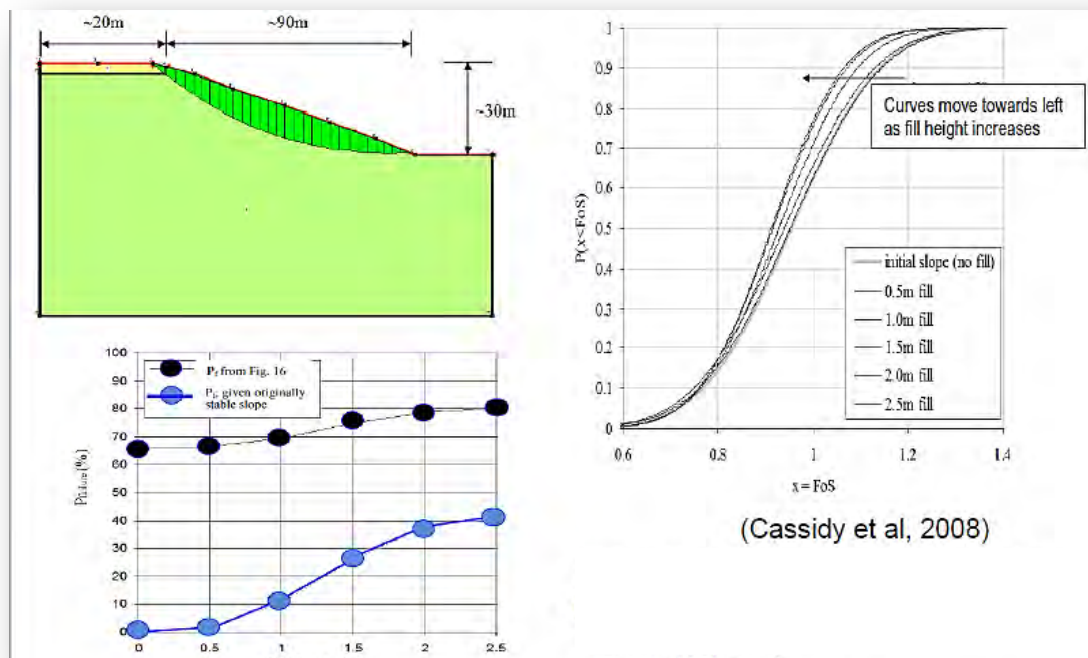 ~20m
~90m
~30m
1
0.9
0.8
0.7
0.6
0.5
0.4
0.3
0.2
0.1
0
P(x<FoS)
Curves move towards left
as fill height increases
initial slope (no fill)
0.5m fill
1.0m fill
1.5m fill
2.0m fill
2.5m fill
0.6
0.8
1
1.2
1.4
x = FoS
(Cassidy et al, 2008)
100
90
80
70
60
50
40
30
20
10
0
Pf from Fig. 16
Pf, given originally
stable slope
Pfailure (%)
0
0.5
1
1.5
2
2.5